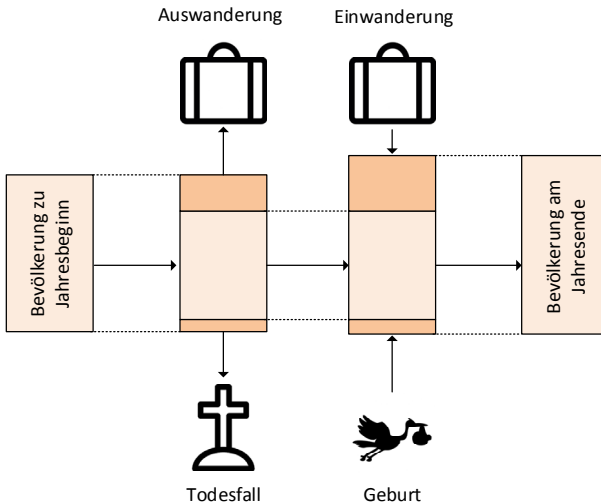 Auswanderung
Einwanderung
Bevölkerung zu
Jahresbeginn
Bevölkerung am
Jahresende
Todesfall
Geburt